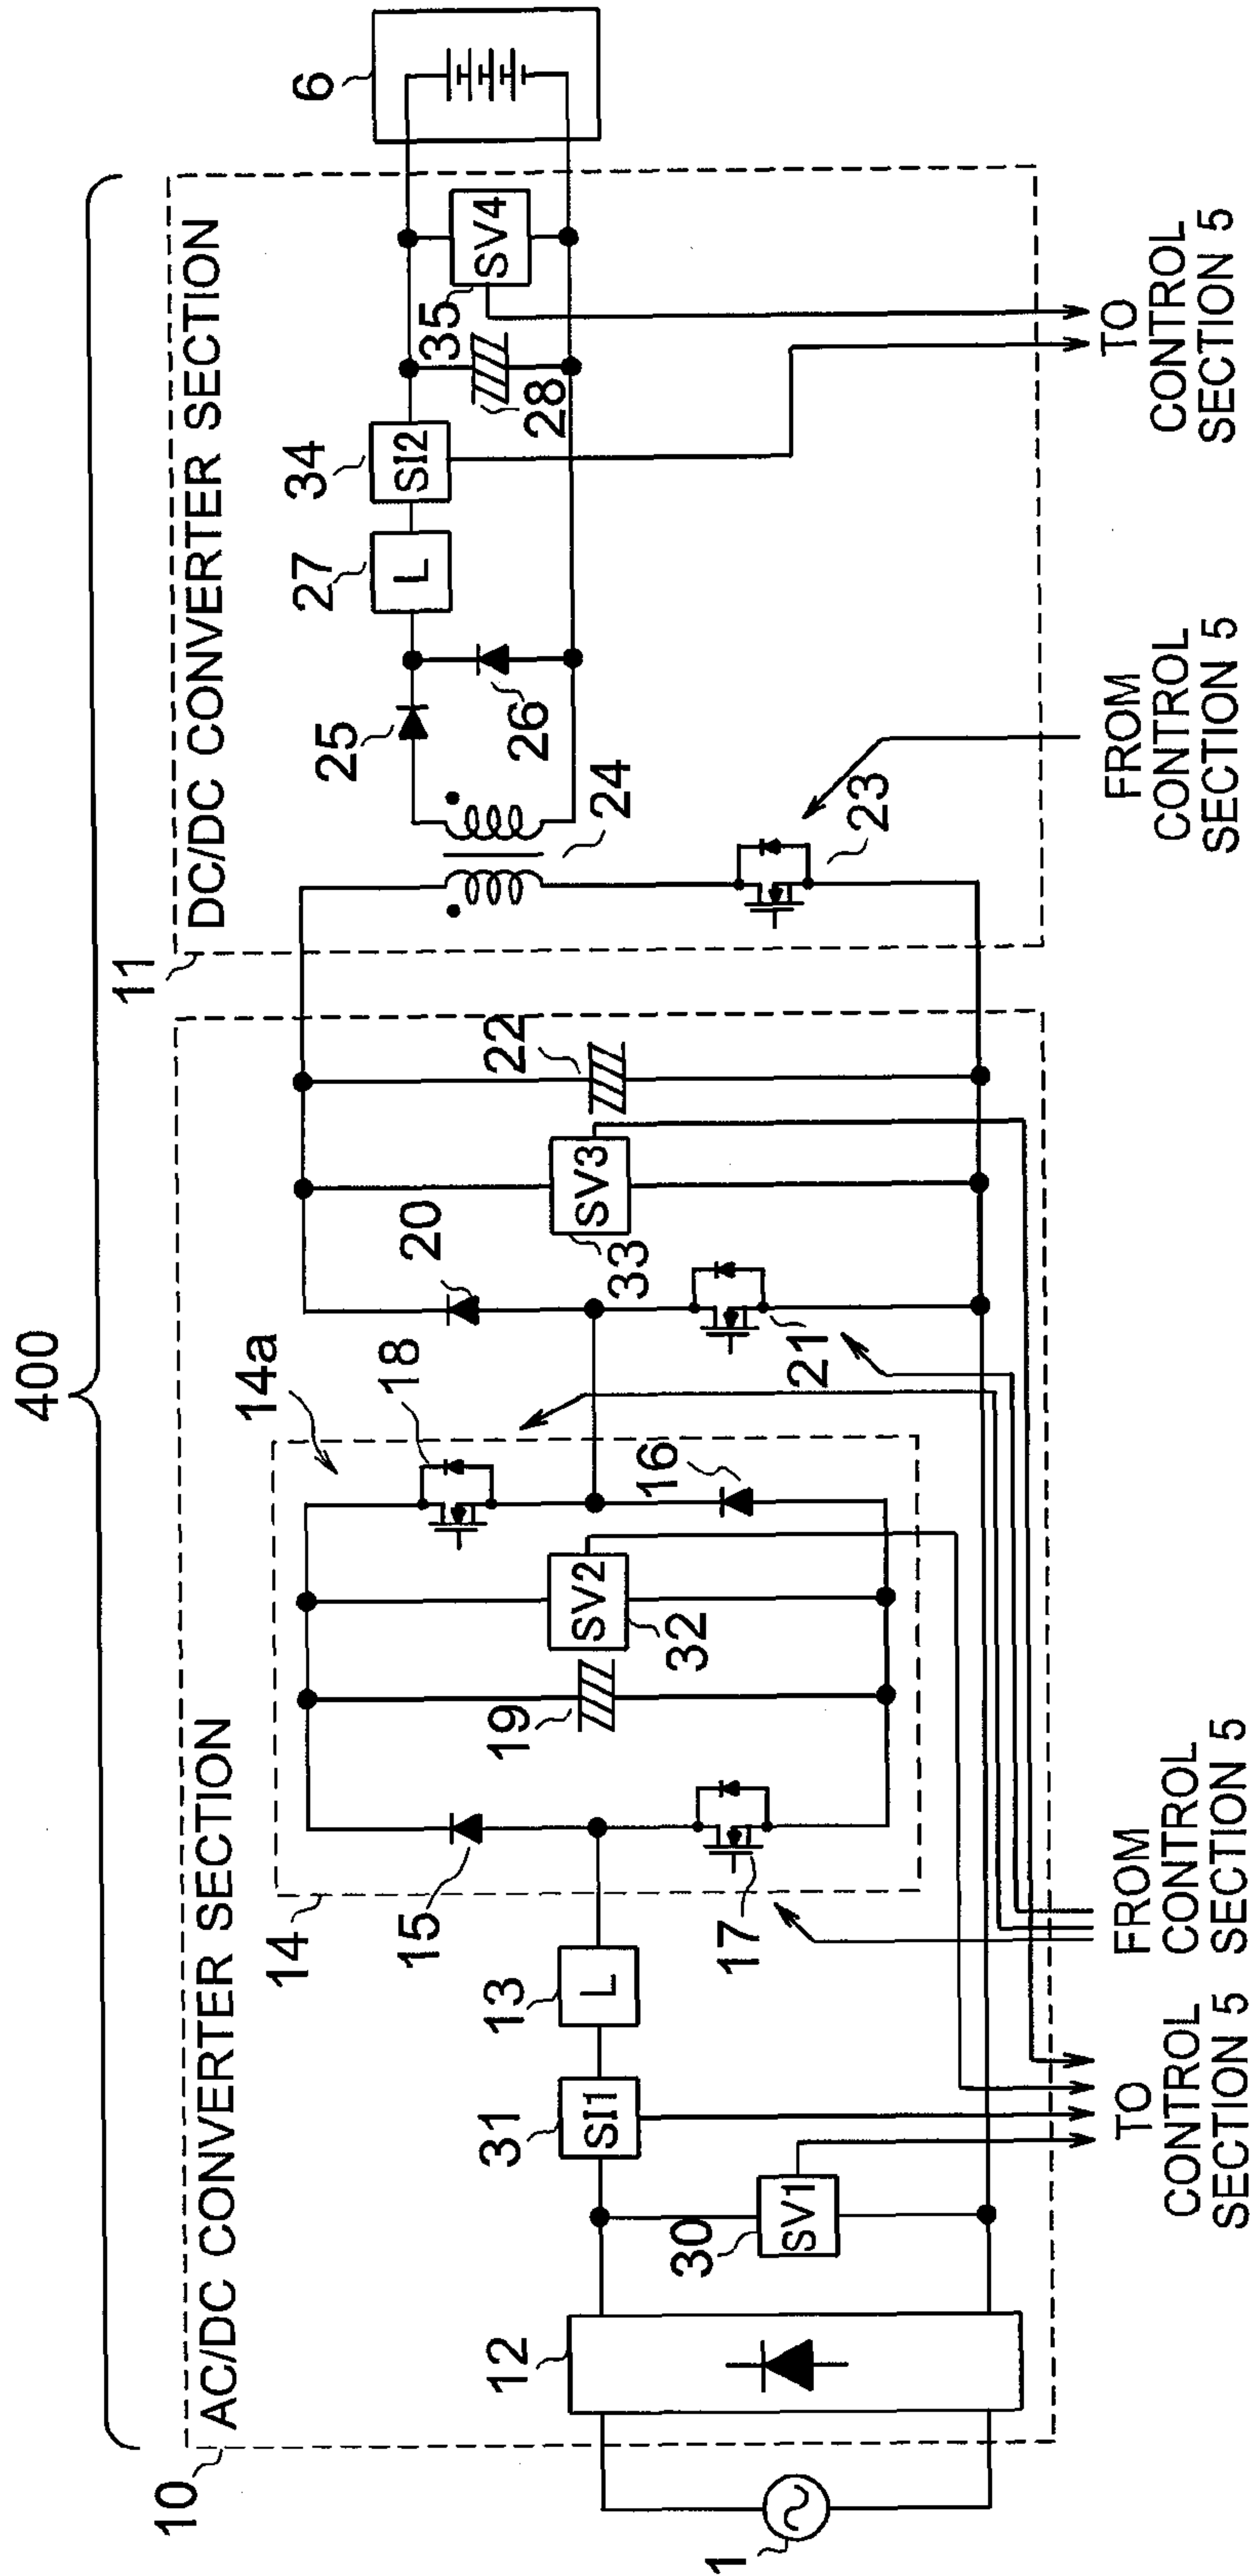 400
10
AC/DC CONVERTER SECTION
11
DC/DC CONVERTER SECTION
14
14a
15
18
20
24
25
26
27
L
34
SI2
28
35
SV4
6
12
31
SI1
13
L
19
SV2
32
16
SV3
33
22
1
30
SV1
17
21
23
TO
CONTROL
SECTION 5
FROM
CONTROL
SECTION 5
FROM
CONTROL
SECTION 5
TO
CONTROL
SECTION 5